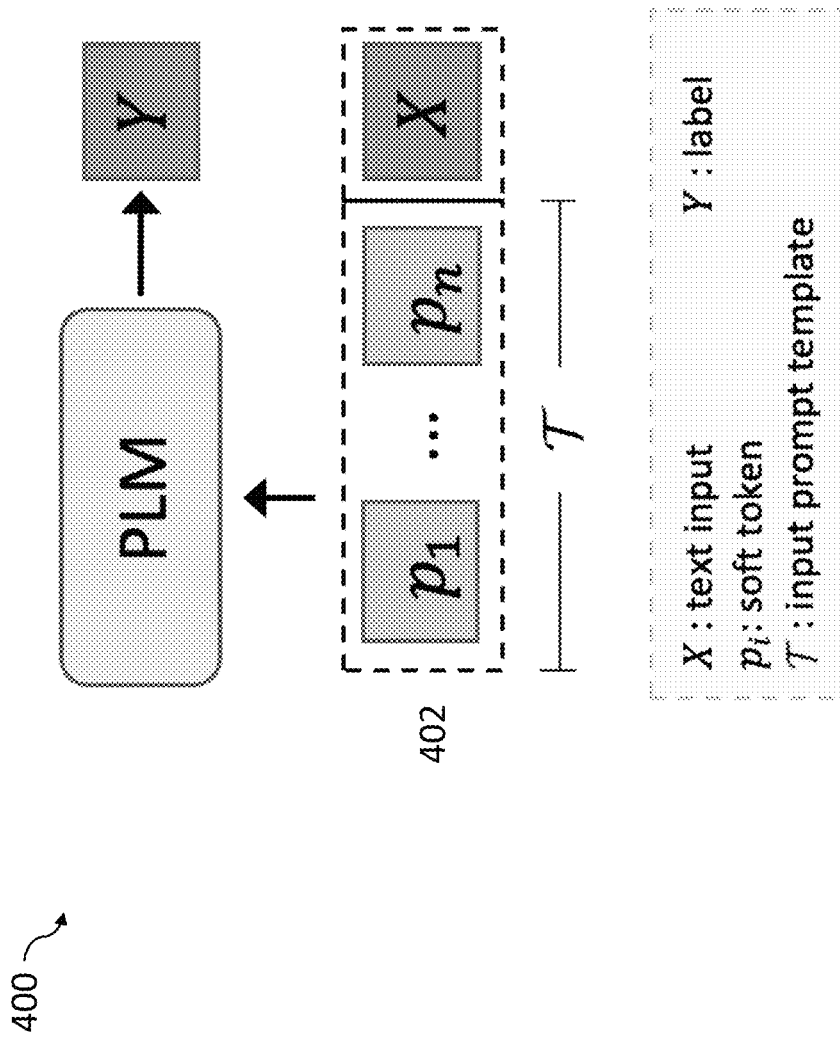 400
PLM
Y
402
p₁ ... pₙ X
𝒯
X : text input Y : label
pᵢ: soft token
𝒯 : input prompt template